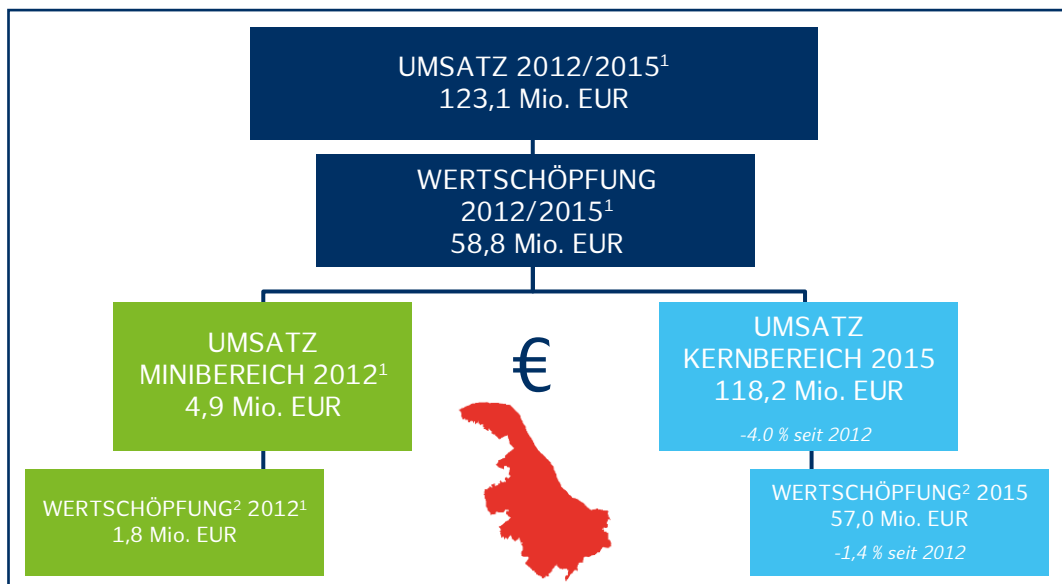 UMSATZ 2012/2015¹
123,1 Mio. EUR
WERTSCHÖPFUNG
2012/2015¹
58,8 Mio. EUR
UMSATZ
MINIBEREICH 2012¹
4,9 Mio. EUR
€
UMSATZ
KERNBEREICH 2015
118,2 Mio. EUR
-4.0 % seit 2012
WERTSCHÖPFUNG² 2012¹
1,8 Mio. EUR
WERTSCHÖPFUNG² 2015
57,0 Mio. EUR
-1,4 % seit 2012